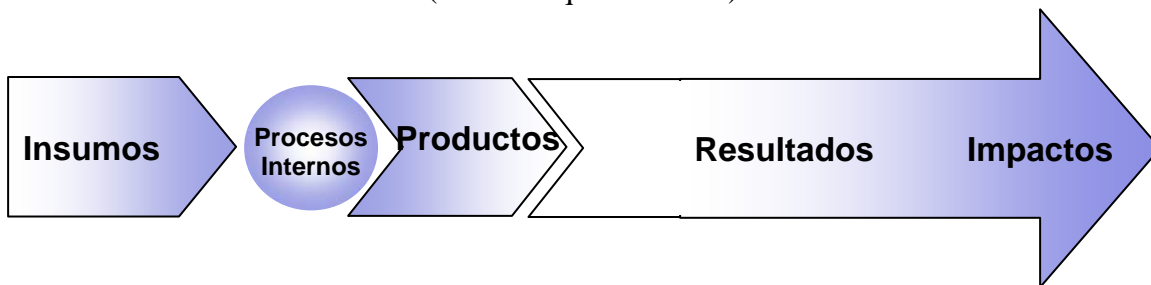 Insumos
Procesos
Internos
Productos
Resultados
Impactos